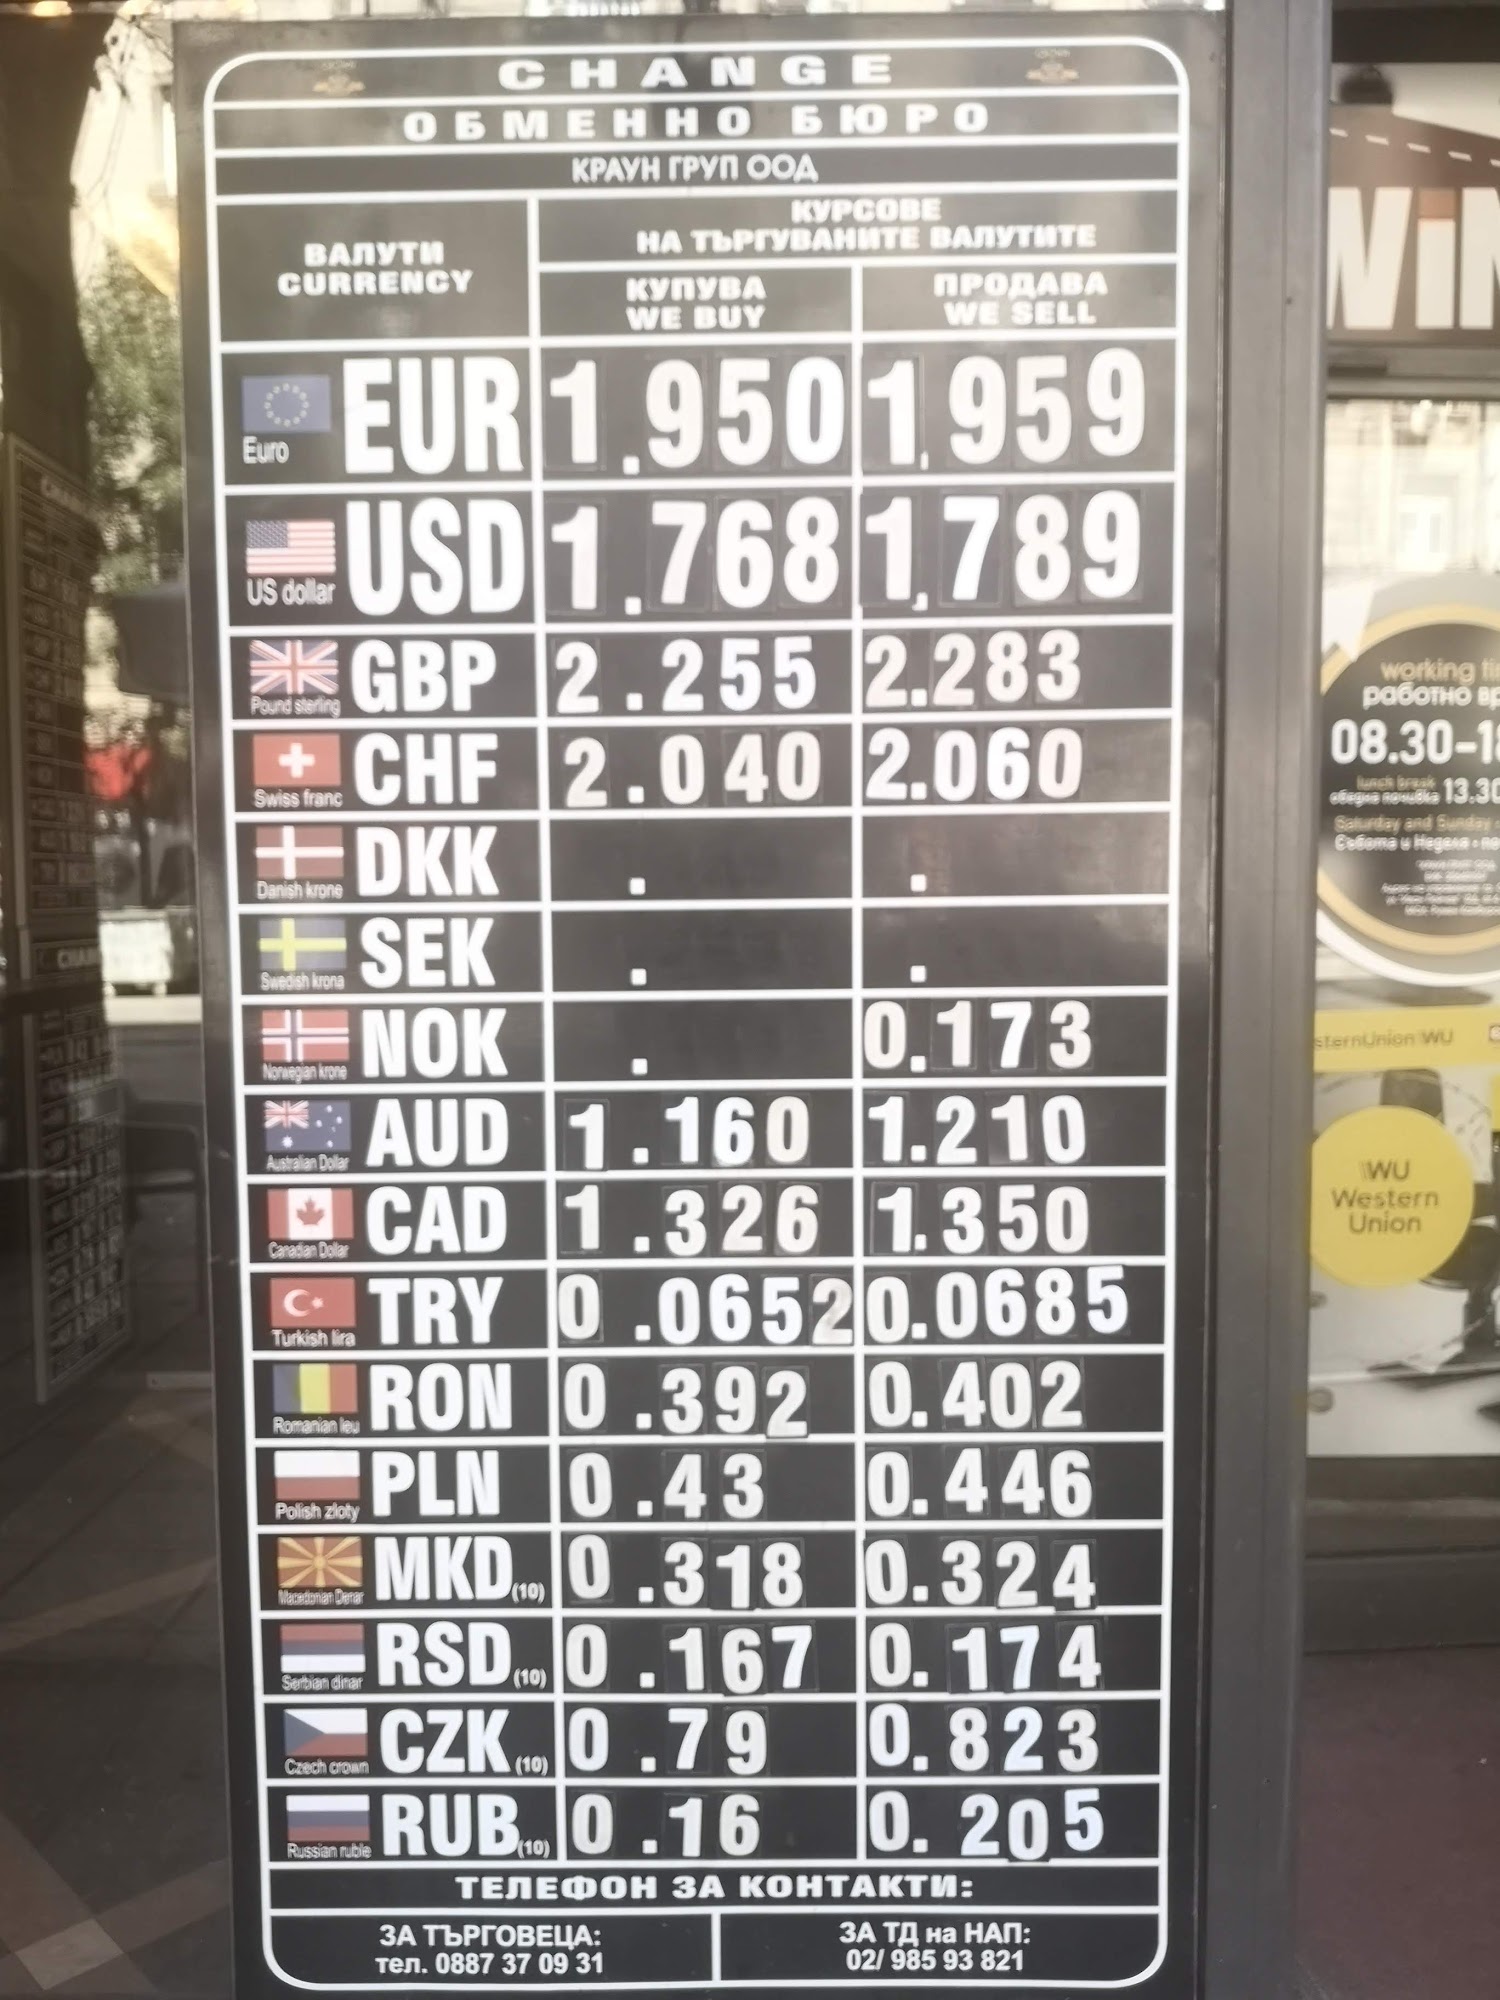 CHANGE
ОБМЕННО БЮРО
КРАУН ГРУП ООД
ВАЛУТИ
CURRENCY
КУРСОВЕ
НА ТЪРГУВАНИТЕ ВАЛУТИТЕ
КУПУВА
WE BUY
ПРОДАВА
WE SELL
Euro EUR 1.950 1.959
US dollar USD 1.768 1.789
Pound sterling GBP 2.255 2.283
Swiss franc CHF 2.040 2.060
Danish krone DKK . .
Swedish krona SEK . .
Norwegian krone NOK . 0.173
Australian Dolar AUD 1.160 1.210
Canadian Dolar CAD 1.326 1.350
Turkish lira TRY 0.0652 0.0685
Romanian leu RON 0.392 0.402
Polish zloty PLN 0.43 0.446
Macedonian Denar MKD (10) 0.318 0.324
Serbian dinar RSD (10) 0.167 0.174
Czech crown CZK (10) 0.79 0.823
Russian ruble RUB (10) 0.16 0.205
ТЕЛЕФОН ЗА КОНТАКТИ:
ЗА ТЪРГОВЕЦА:
тел. 0887 37 09 31
ЗА ТД на НАП:
02/ 985 93 821
WiN
working
работно
08.30-18
lunch break
обедна почивка 13.30
Saturday and Sunday
Събота и Неделя
sternUnion WU
WU
Western
Union